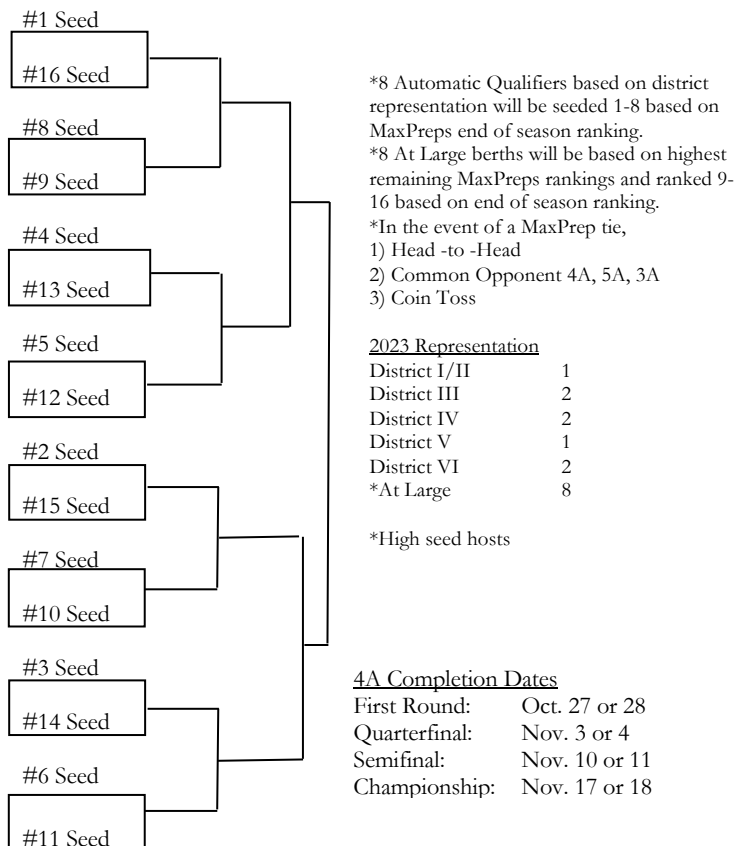 #1 Seed
#16 Seed
#8 Seed
#9 Seed
#4 Seed
#13 Seed
#5 Seed
#12 Seed
#2 Seed
#15 Seed
#7 Seed
#10 Seed
#3 Seed
#14 Seed
#6 Seed
#11 Seed
*8 Automatic Qualifiers based on district
representation will be seeded 1-8 based on
MaxPreps end of season ranking.
*8 At Large berths will be based on highest
remaining MaxPreps rankings and ranked 9-
16 based on end of season ranking.
*In the event of a MaxPrep tie,
1) Head -to -Head
2) Common Opponent 4A, 5A, 3A
3) Coin Toss
2023 Representation
District I/II 1
District III 2
District IV 2
District V 1
District VI 2
*At Large 8
*High seed hosts
4A Completion Dates
First Round: Oct. 27 or 28
Quarterfinal: Nov. 3 or 4
Semifinal: Nov. 10 or 11
Championship: Nov. 17 or 18